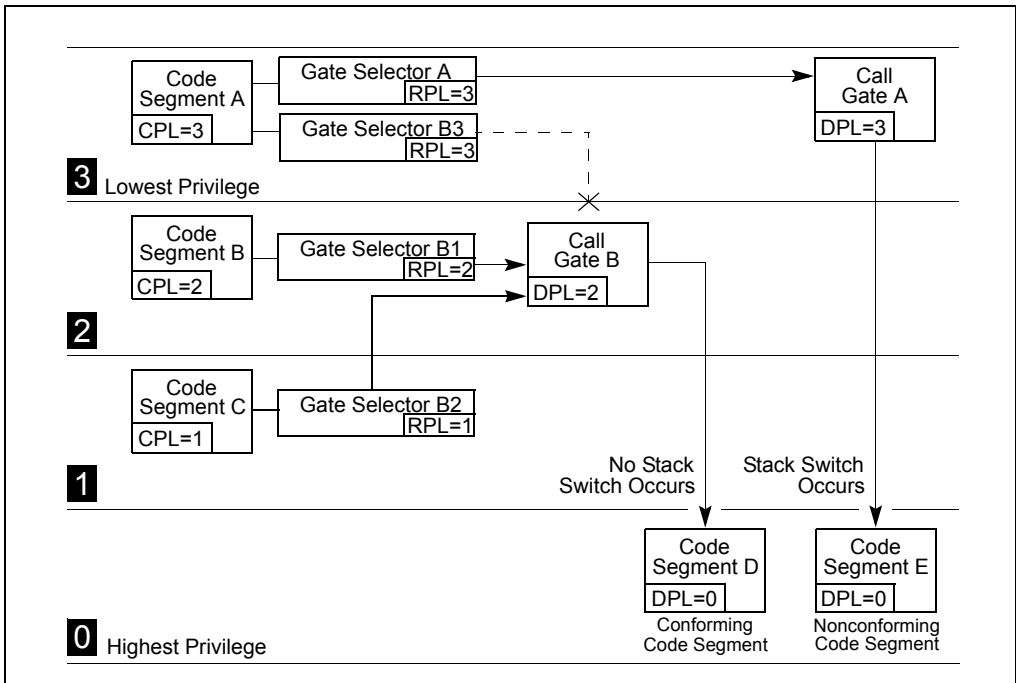 Code
Segment A
CPL=3
Gate Selector A
RPL=3
Gate Selector B3
RPL=3
Call
Gate A
DPL=3
3 Lowest Privilege
Code
Segment B
CPL=2
Gate Selector B1
RPL=2
Call
Gate B
DPL=2
2
Code
Segment C
CPL=1
Gate Selector B2
RPL=1
No Stack
Switch Occurs
Stack Switch
Occurs
1
Code
Segment D
DPL=0
Conforming
Code Segment
Code
Segment E
DPL=0
Nonconforming
Code Segment
0 Highest Privilege